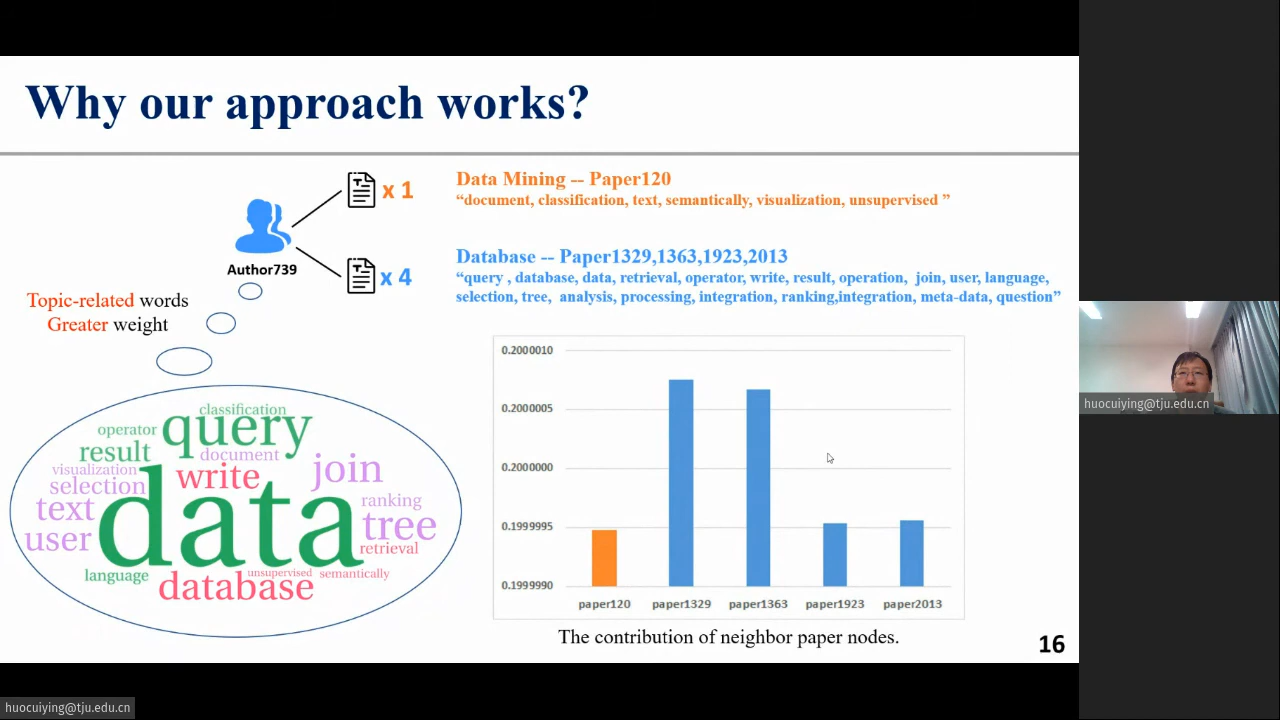 Why our approach works?
x 1
Data Mining -- Paper120
“document, classification, text, semantically, visualization, unsupervised ”
Author739
x 4
Database -- Paper1329,1363,1923,2013
“query , database, data, retrieval, operator, write, result, operation,  join, user, language,
selection, tree,  analysis, processing, integration, ranking,integration, meta-data, question”
Topic-related words
Greater weight
classification
operator
query
result
document
visualization
write
join
selection
text
data
ranking
tree
user
retrieval
language
unsupervised
semantically
database
0.2000010
0.2000005
0.2000000
0.1999995
0.1999990
paper120 paper1329 paper1363 paper1923 paper2013
The contribution of neighbor paper nodes.
16
huocuiying@tju.edu.cn
huocuiying@tju.edu.cn